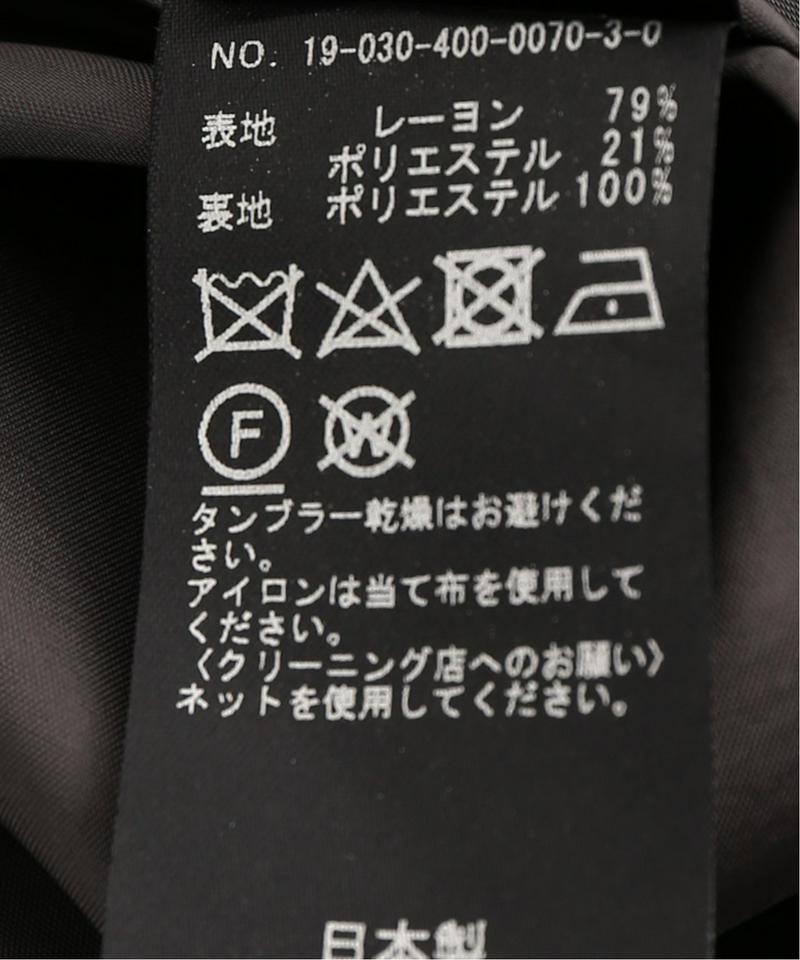 NO. 19-030-400-0070-3-0
表地 レーヨン 79%
ポリエステル 21%
裏地 ポリエステル 100%
F W
タンブラー乾燥はお避けくだ
さい。
アイロンは当て布を使用して
ください。
〈クリーニング店へのお願い〉
ネットを使用してください。
日本製